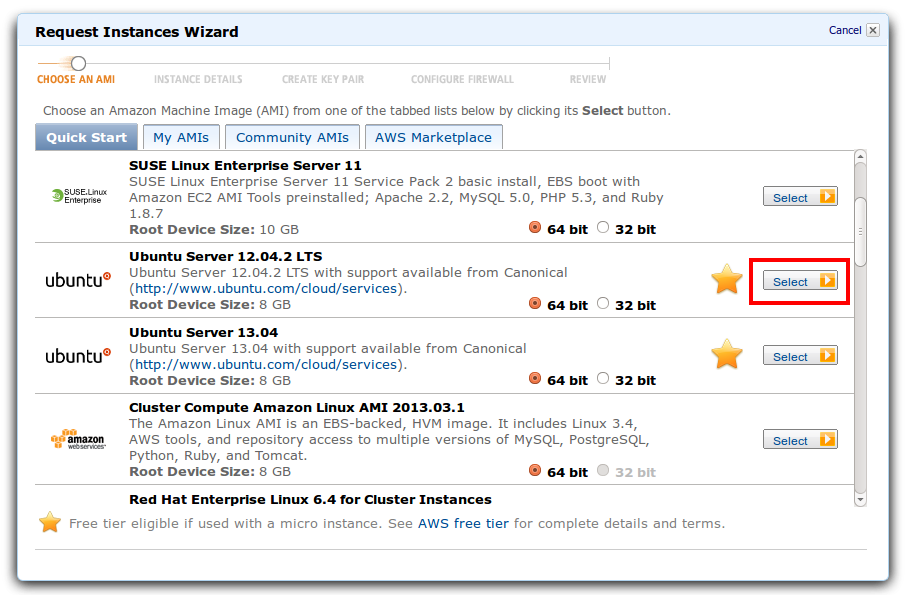 Request Instances Wizard
Cancel
CHOOSE AN AMI INSTANCE DETAILS CREATE KEY PAIR CONFIGURE FIREWALL REVIEW
Choose an Amazon Machine Image (AMI) from one of the tabbed lists below by clicking its Select button.
Quick Start My AMIs Community AMIs AWS Marketplace
SUSE Linux Enterprise Server 11
SUSE Linux Enterprise Server 11 Service Pack 2 basic install, EBS boot with
SUSE.Linux
Enterprise
Amazon EC2 AMI Tools preinstalled; Apache 2.2, MySQL 5.0, PHP 5.3, and Ruby
1.8.7
Select
Root Device Size: 10 GB 64 bit 32 bit
Ubuntu Server 12.04.2 LTS
Ubuntu Server 12.04.2 LTS with support available from Canonical
ubuntu
(http://www.ubuntu.com/cloud/services).
Select
Root Device Size: 8 GB 64 bit 32 bit
Ubuntu Server 13.04
Ubuntu Server 13.04 with support available from Canonical
ubuntu
(http://www.ubuntu.com/cloud/services).
Select
Root Device Size: 8 GB 64 bit 32 bit
Cluster Compute Amazon Linux AMI 2013.03.1
The Amazon Linux AMI is an EBS-backed, HVM image. It includes Linux 3.4,
amazon
webservices
AWS tools, and repository access to multiple versions of MySQL, PostgreSQL,
Python, Ruby, and Tomcat.
Select
Root Device Size: 8 GB 64 bit 32 bit
Red Hat Enterprise Linux 6.4 for Cluster Instances
Free tier eligible if used with a micro instance. See AWS free tier for complete details and terms.